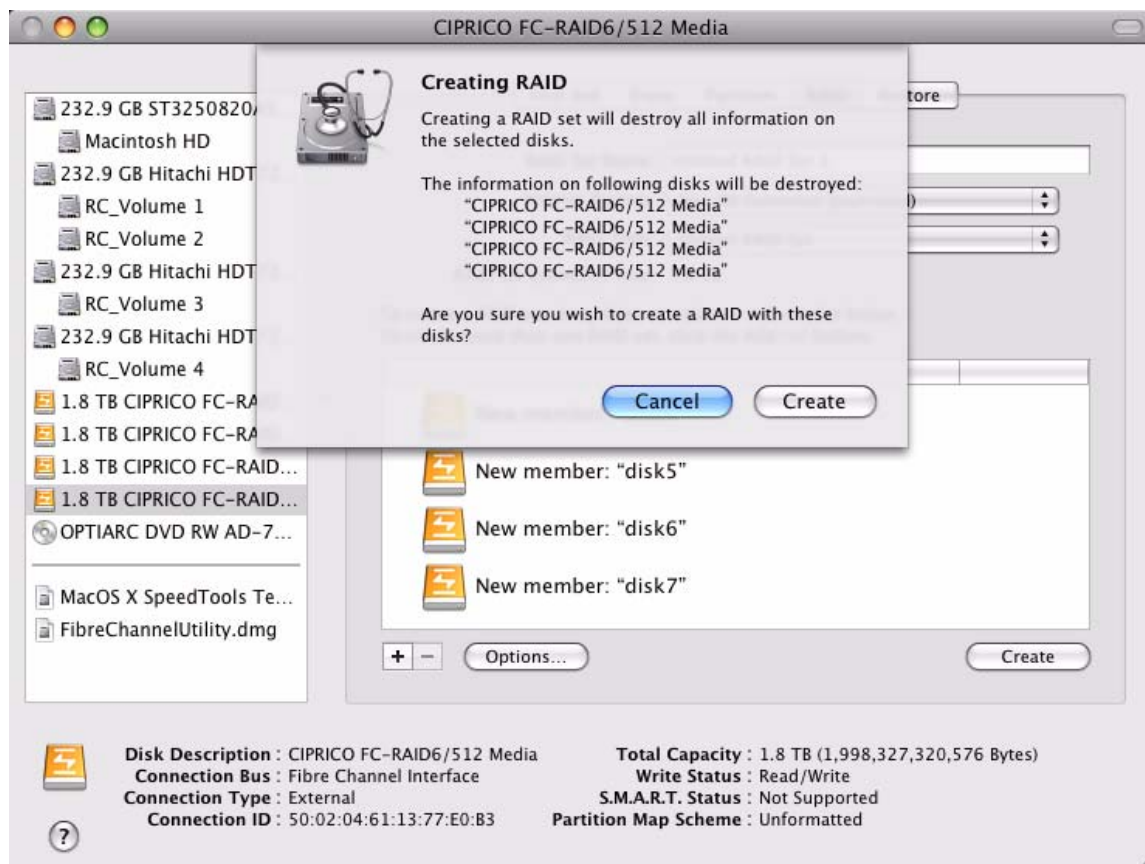 CIPRICO FC-RAID6/512 Media
232.9 GB ST3250820A
Macintosh HD
232.9 GB Hitachi HDT
RC_Volume 1
RC_Volume 2
232.9 GB Hitachi HDT
RC_Volume 3
232.9 GB Hitachi HDT
RC_Volume 4
1.8 TB CIPRICO FC-RA
1.8 TB CIPRICO FC-RA
1.8 TB CIPRICO FC-RAID...
1.8 TB CIPRICO FC-RAID...
OPTIARC DVD RW AD-7...
MacOS X SpeedTools Te...
FibreChannelUtility.dmg
Creating RAID
Creating a RAID set will destroy all information on
the selected disks.
The information on following disks will be destroyed:
"CIPRICO FC-RAID6/512 Media"
"CIPRICO FC-RAID6/512 Media"
"CIPRICO FC-RAID6/512 Media"
"CIPRICO FC-RAID6/512 Media"
Are you sure you wish to create a RAID with these
disks?
Cancel
Create
tore
New member:
New member: "disk5"
New member: "disk6"
New member: "disk7"
+ − Options... Create
Disk Description : CIPRICO FC-RAID6/512 Media
Connection Bus : Fibre Channel Interface
Connection Type : External
Connection ID : 50:02:04:61:13:77:E0:B3
Total Capacity : 1.8 TB (1,998,327,320,576 Bytes)
Write Status : Read/Write
S.M.A.R.T. Status : Not Supported
Partition Map Scheme : Unformatted
?